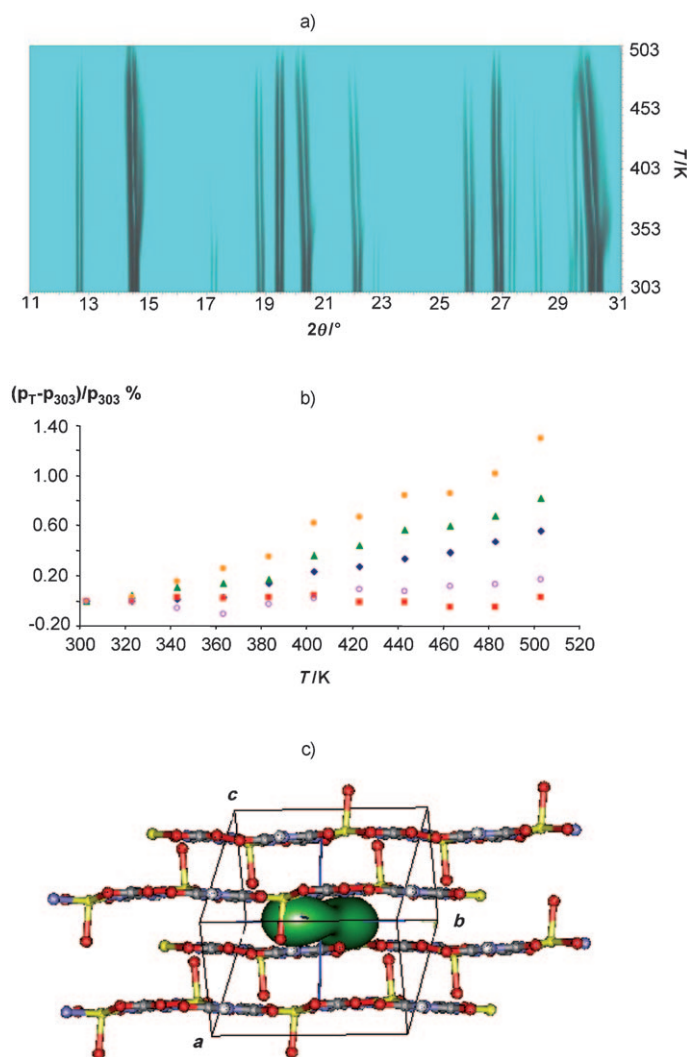 a)
503
453
403
353
303
T/K
11 13 15 17 19 21 23 25 27 29 31
2θ/°
(pT-p303)/p303 %
b)
1.40
1.00
0.60
0.20
-0.20
300 320 340 360 380 400 420 440 460 480 500 520
T/K
c)
c
b
a